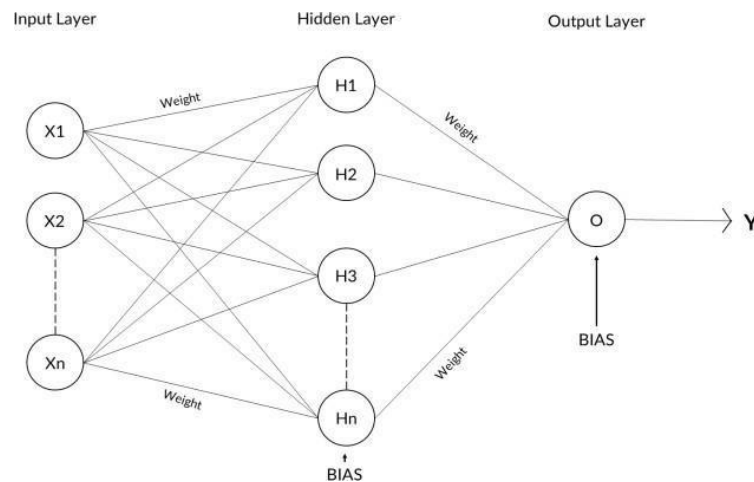 Input Layer
Hidden Layer
Output Layer
Weight
X1
X2
Xn
Weight
H1
H2
H3
Hn
BIAS
Weight
Weight
O
BIAS
Y